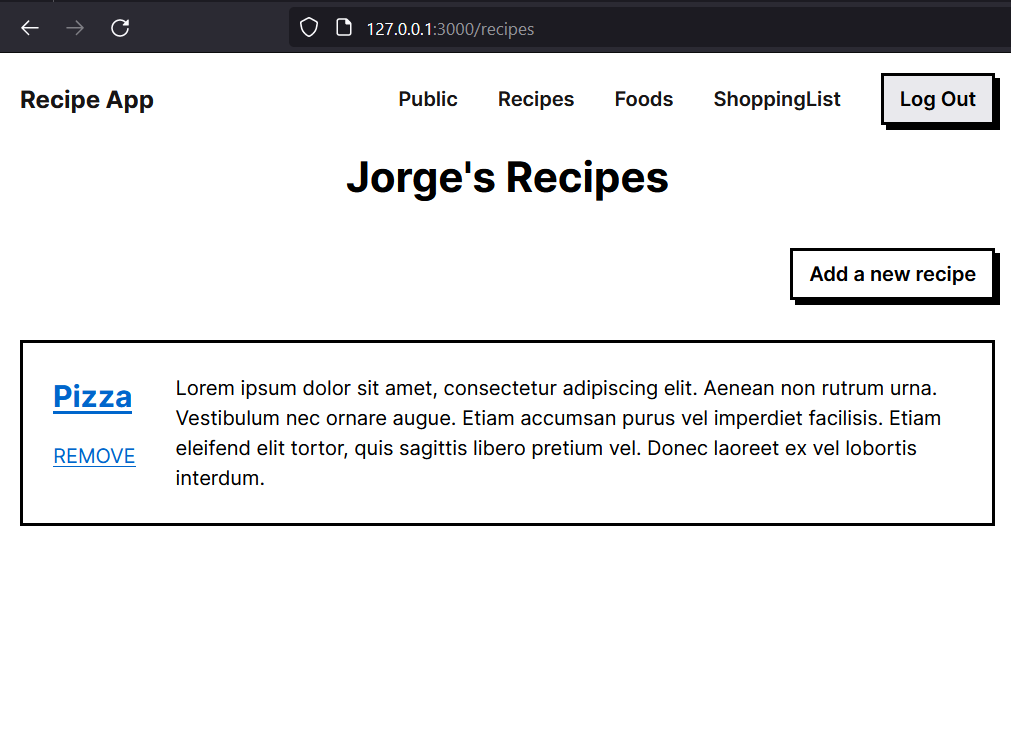 127.0.0.1:3000/recipes
Recipe App Public Recipes Foods ShoppingList Log Out
Jorge's Recipes
Add a new recipe
Pizza
REMOVE
Lorem ipsum dolor sit amet, consectetur adipiscing elit. Aenean non rutrum urna.
Vestibulum nec ornare augue. Etiam accumsan purus vel imperdiet facilisis. Etiam
eleifend elit tortor, quis sagittis libero pretium vel. Donec laoreet ex vel lobortis
interdum.